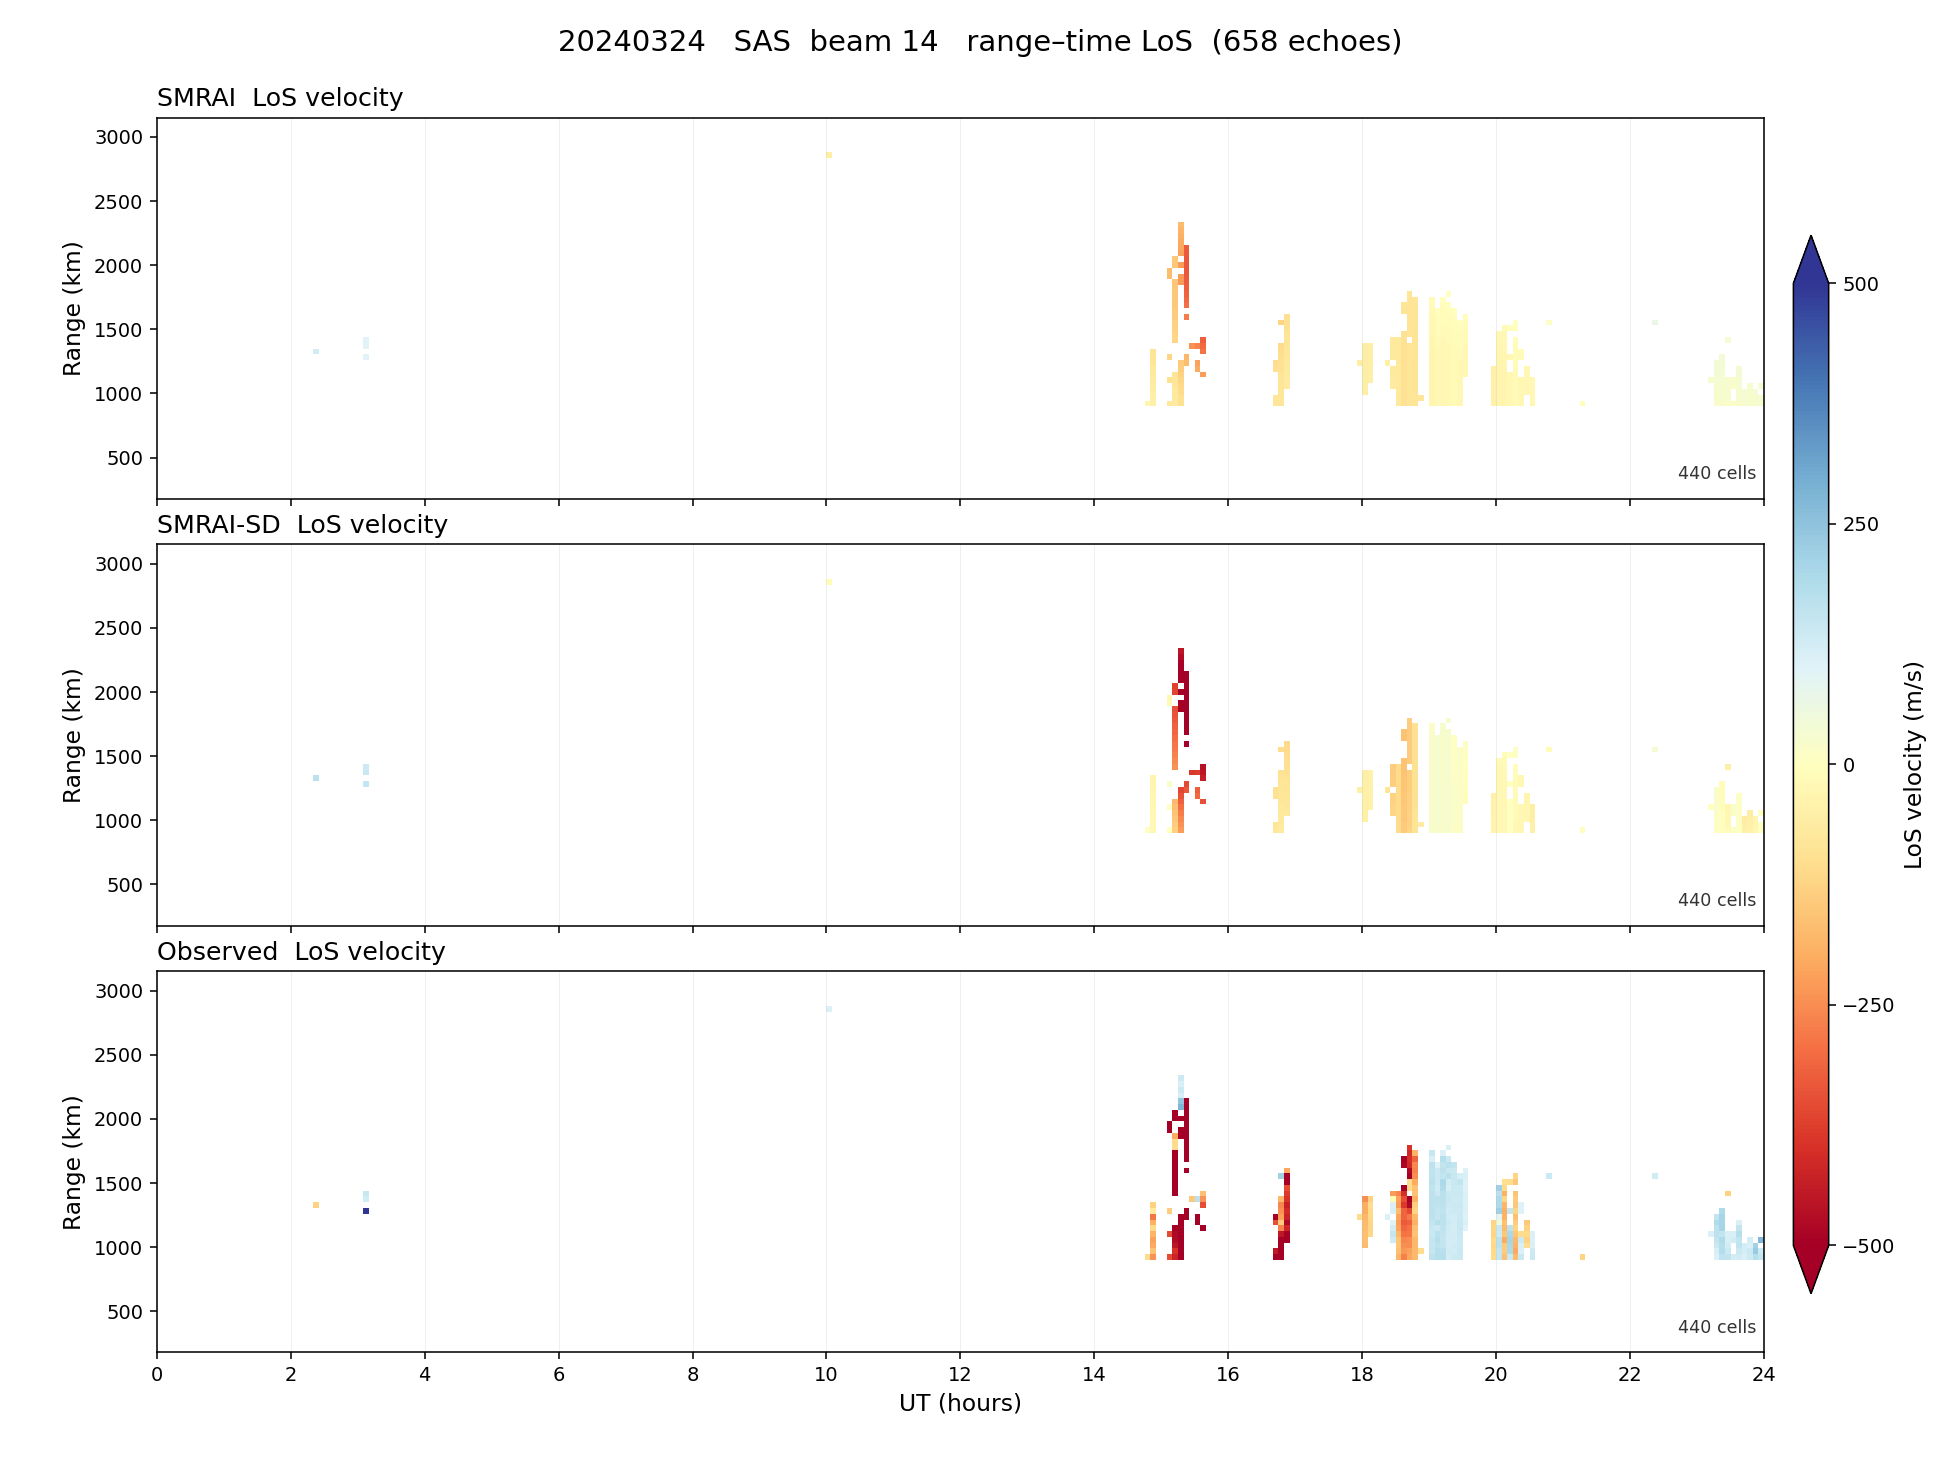 20240324   SAS  beam 14   range–time LoS  (658 echoes)
SMRAI  LoS velocity
3000
2500
2000
1500
1000
500
Range (km)
440 cells
SMRAI-SD  LoS velocity
3000
2500
2000
1500
1000
500
Range (km)
440 cells
Observed  LoS velocity
3000
2500
2000
1500
1000
500
Range (km)
440 cells
0 2 4 6 8 10 12 14 16 18 20 22 24
UT (hours)
500
250
0
−250
−500
LoS velocity (m/s)